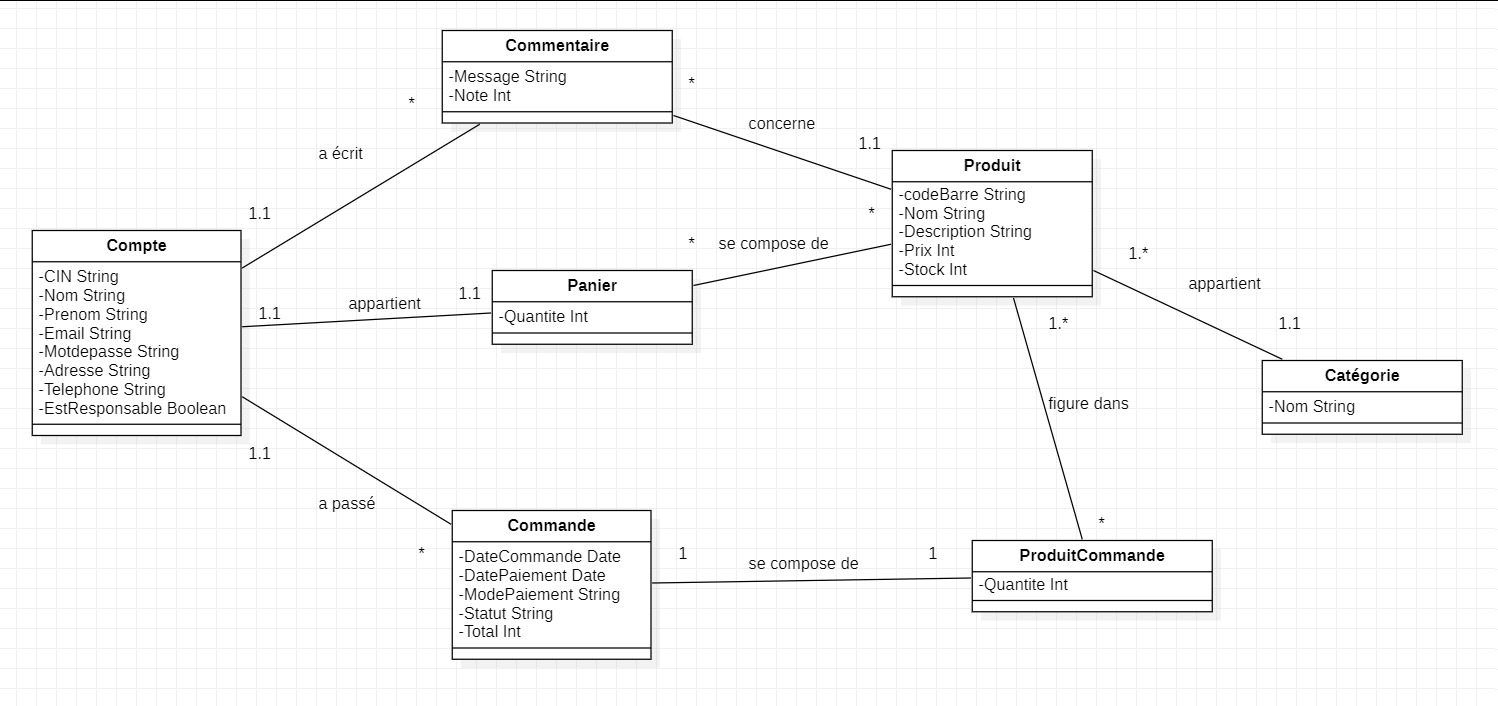 Commentaire
-Message String
-Note Int
*
*
a écrit
concerne
1.1
1.1
Produit
-codeBarre String
-Nom String
-Description String
-Prix Int
-Stock Int
*
*
se compose de
Compte
-CIN String
-Nom String
-Prenom String
-Email String
-Motdepasse String
-Adresse String
-Telephone String
-EstResponsable Boolean
1.1
appartient
1.1
Panier
-Quantite Int
1.*
appartient
1.1
Catégorie
-Nom String
1.*
figure dans
*
1.1
a passé
*
Commande
-DateCommande Date
-DatePaiement Date
-ModePaiement String
-Statut String
-Total Int
1
se compose de
1
ProduitCommande
-Quantite Int